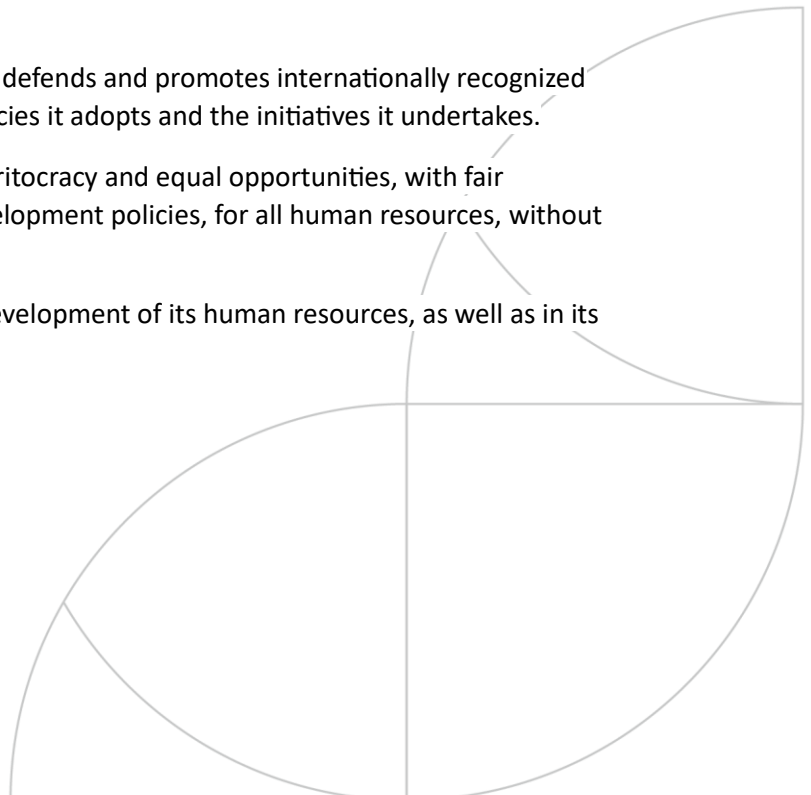 defends and promotes internationally recognized
cies it adopts and the initiatives it undertakes.
ritocracy and equal opportunities, with fair
elopment policies, for all human resources, without
evelopment of its human resources, as well as in its